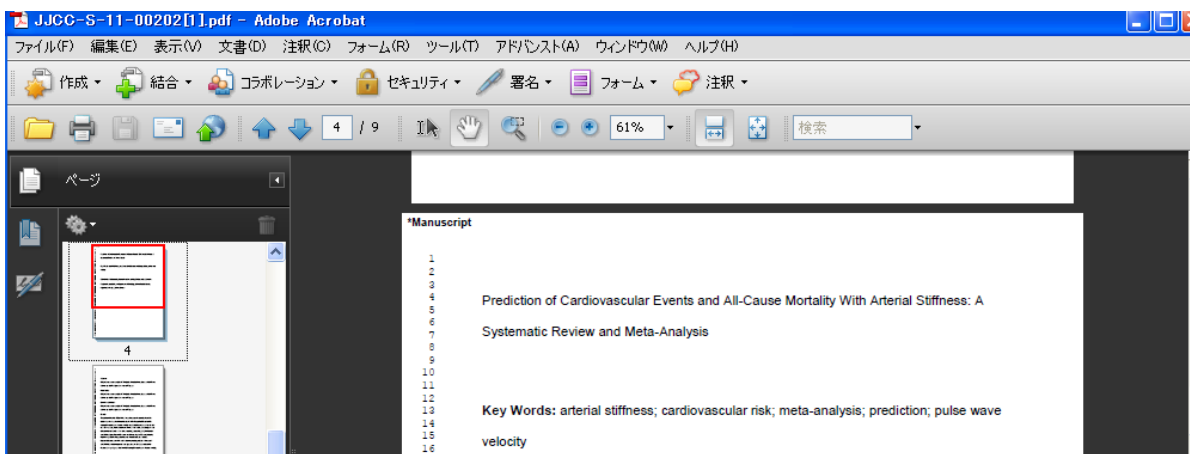 JJCC-S-11-00202[1].pdf - Adobe Acrobat
ファイル(F) 編集(E) 表示(V) 文書(D) 注釈(C) フォーム(R) ツール(T) アドバンスト(A) ウィンドウ(W) ヘルプ(H)
作成 結合 コラボレーション セキュリティ 署名 フォーム 注釈
4 / 9 61% 検索
ページ
*Manuscript
1
2
3
4 Prediction of Cardiovascular Events and All-Cause Mortality With Arterial Stiffness: A
5
6
7 Systematic Review and Meta-Analysis
8
9
10
11
12
13 Key Words: arterial stiffness; cardiovascular risk; meta-analysis; prediction; pulse wave
14
15 velocity
16
4